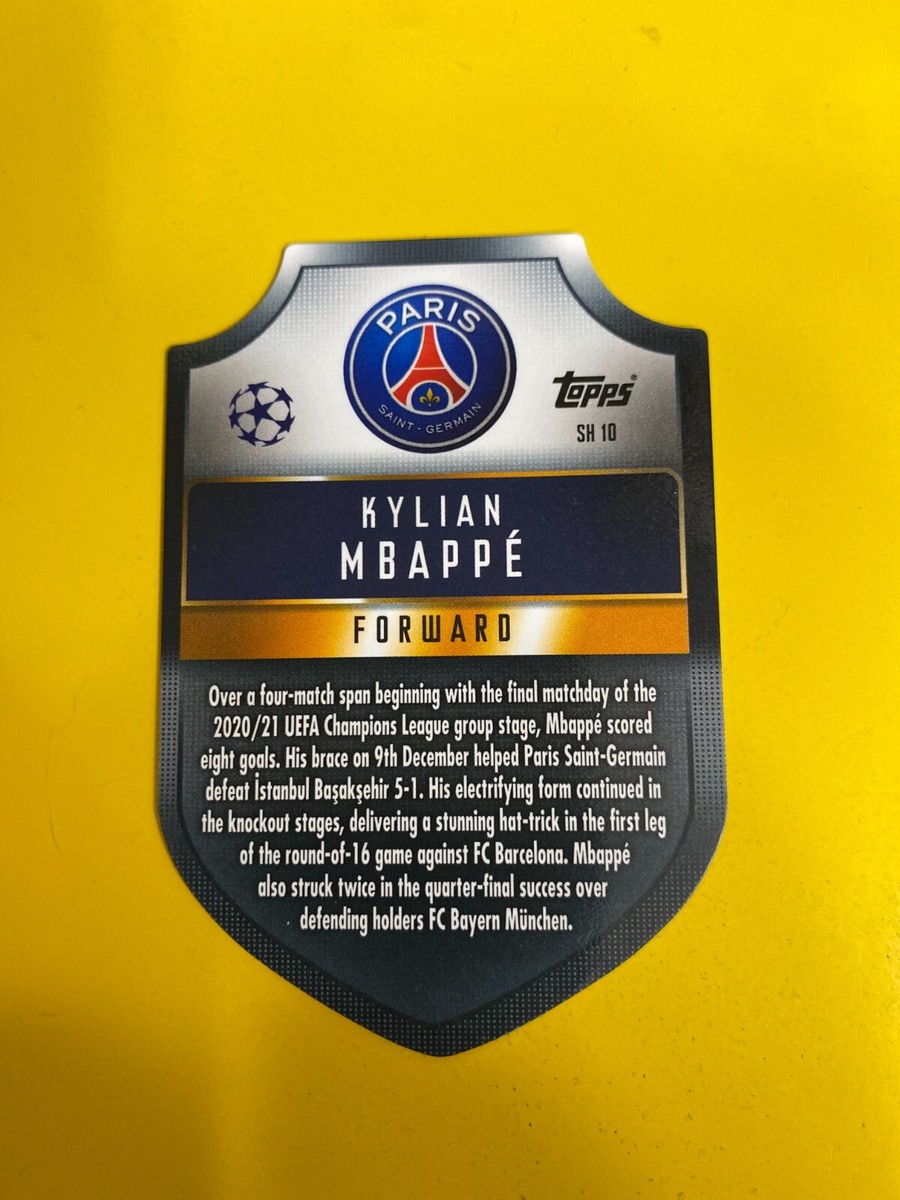 PARIS
SAINT-GERMAIN
TOPPS®
SH 10
KYLIAN
MBAPPÉ
FORWARD
Over a four-match span beginning with the final matchday of the
2020/21 UEFA Champions League group stage, Mbappé scored
eight goals. His brace on 9th December helped Paris Saint-Germain
defeat İstanbul Başakşehir 5-1. His electrifying form continued in
the knockout stages, delivering a stunning hat-trick in the first leg
of the round-of-16 game against FC Barcelona. Mbappé
also struck twice in the quarter-final success over
defending holders FC Bayern München.